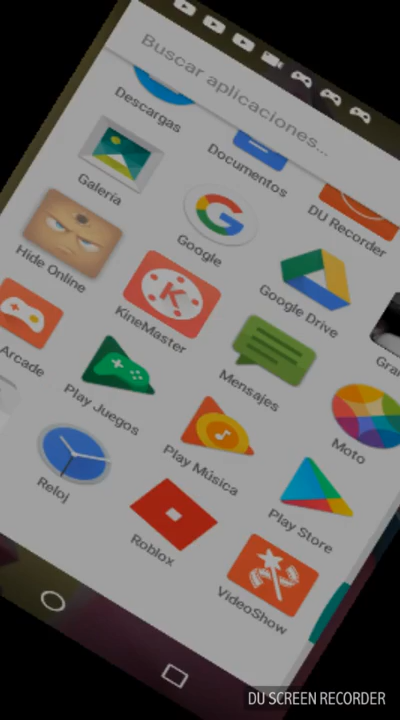 Buscar aplicaciones...
Descargas
Documentos
DU Recorder
Galería
Google
Google Drive
Gran
Hide Online
KineMaster
Mensajes
Moto
Arcade
Play Juegos
Play Música
Play Store
Reloj
Roblox
VideoShow
DU SCREEN RECORDER